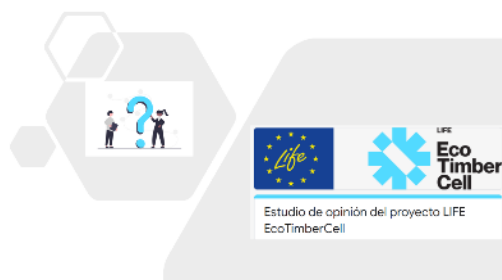 ?
Life
LIFE
Eco
Timber
Cell
Estudio de opinión del proyecto LIFE
EcoTimberCell